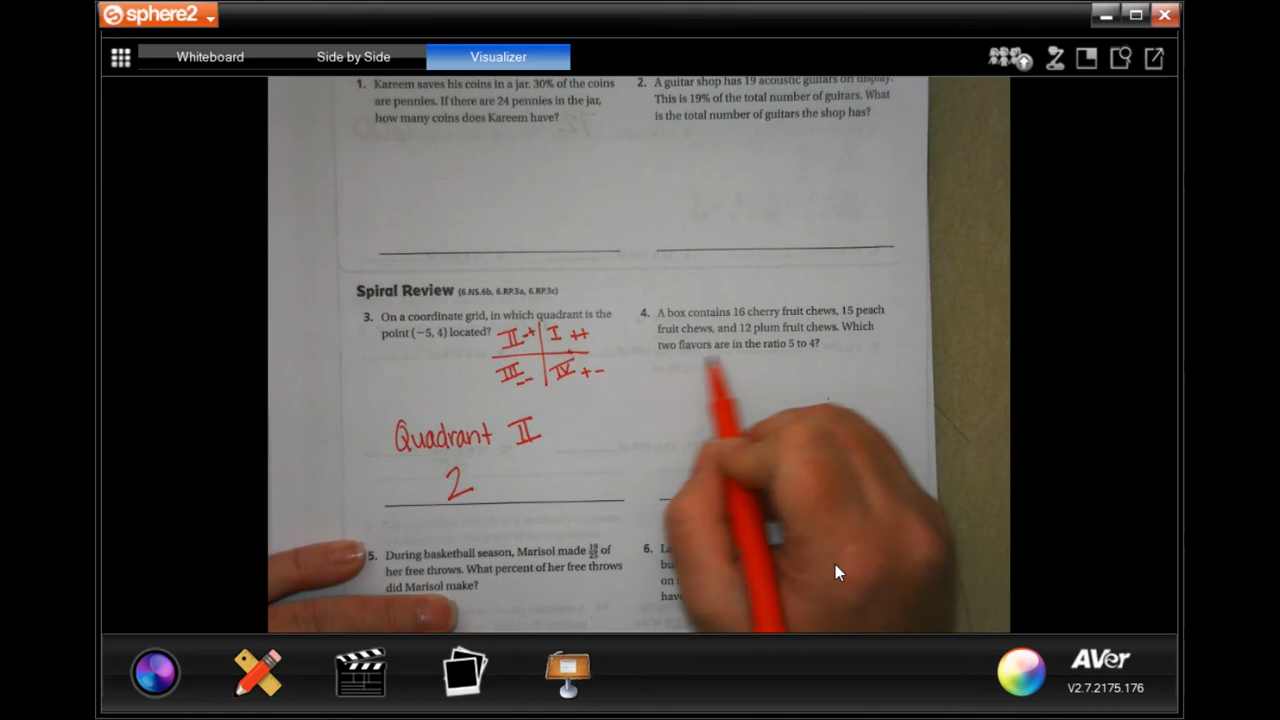 sphere2
Whiteboard
Side by Side
Visualizer
1. Kareem saves his coins in a jar. 30% of the coins
are pennies. If there are 24 pennies in the jar,
how many coins does Kareem have?
2. A guitar shop has 19 acoustic guitars on display.
This is 19% of the total number of guitars. What
is the total number of guitars the shop has?
Spiral Review (6.NS.6b, 6.RP.3a, 6.RP.3c)
3. On a coordinate grid, in which quadrant is the
point (−5, 4) located?
II -+ I ++
III -- IV +-
Quadrant II
2
4. A box contains 16 cherry fruit chews, 15 peach
fruit chews, and 12 plum fruit chews. Which
two flavors are in the ratio 5 to 4?
5. During basketball season, Marisol made 19/25 of
her free throws. What percent of her free throws
did Marisol make?
6.
on
AVer
V2.7.2175.176